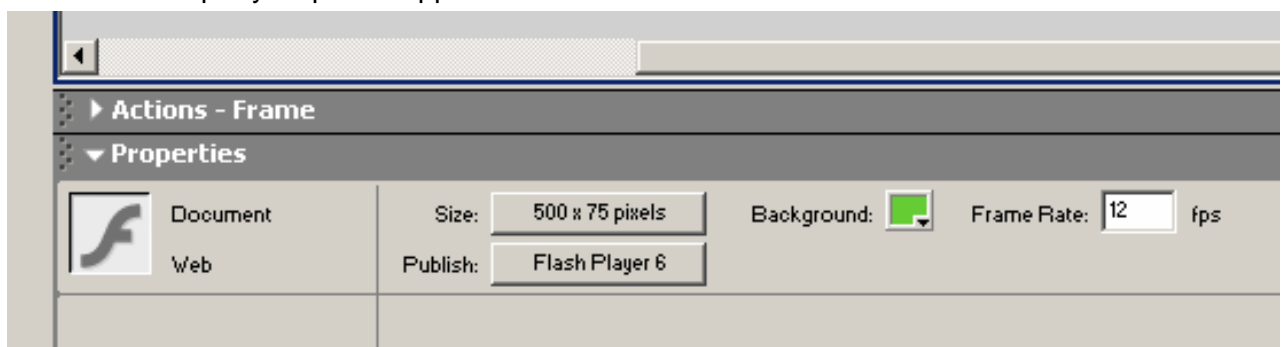 Actions - Frame
Properties
Document Size: 500 x 75 pixels Background: Frame Rate: 12 fps
Web Publish: Flash Player 6